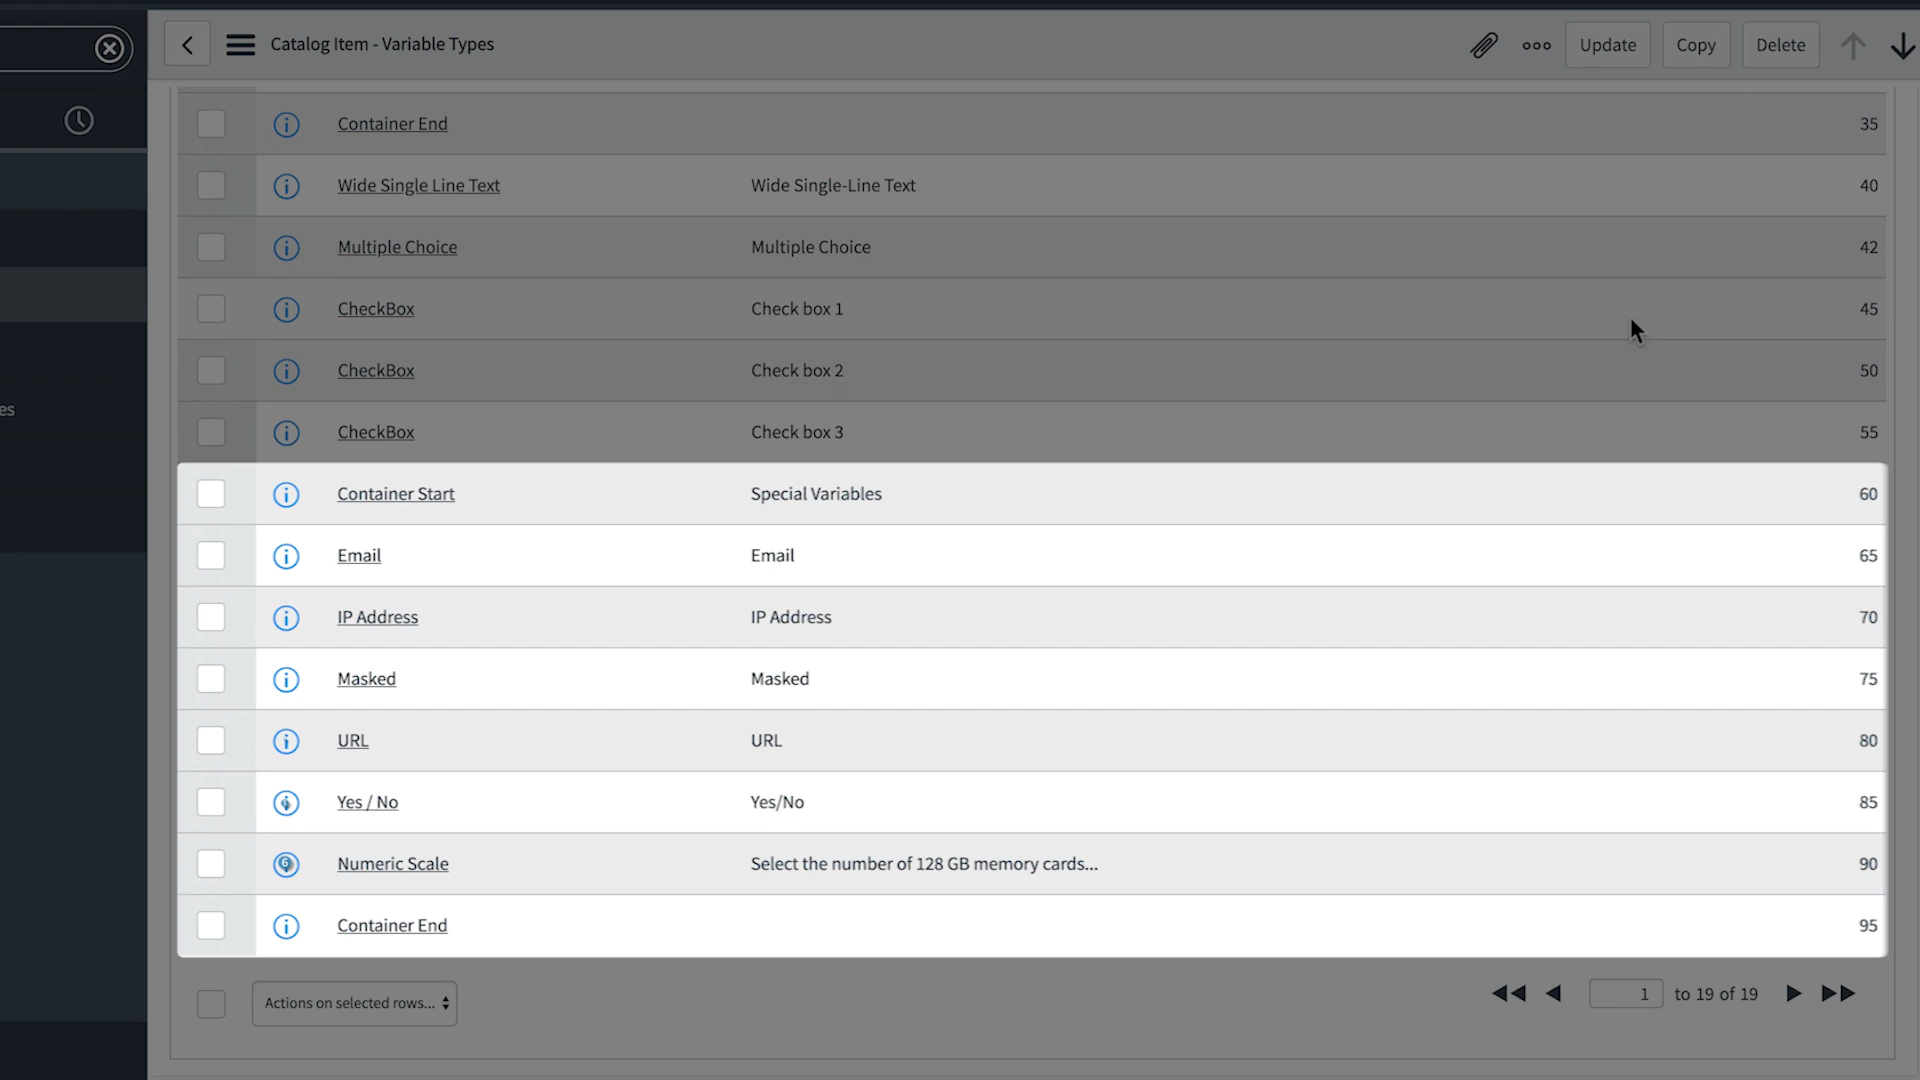 Catalog Item - Variable Types
Update
Copy
Delete
Container End 35
Wide Single Line Text Wide Single-Line Text 40
Multiple Choice Multiple Choice 42
CheckBox Check box 1 45
CheckBox Check box 2 50
es
CheckBox Check box 3 55
Container Start Special Variables 60
Email Email 65
IP Address IP Address 70
Masked Masked 75
URL URL 80
Yes / No Yes/No 85
Numeric Scale Select the number of 128 GB memory cards... 90
Container End 95
Actions on selected rows...
1 to 19 of 19